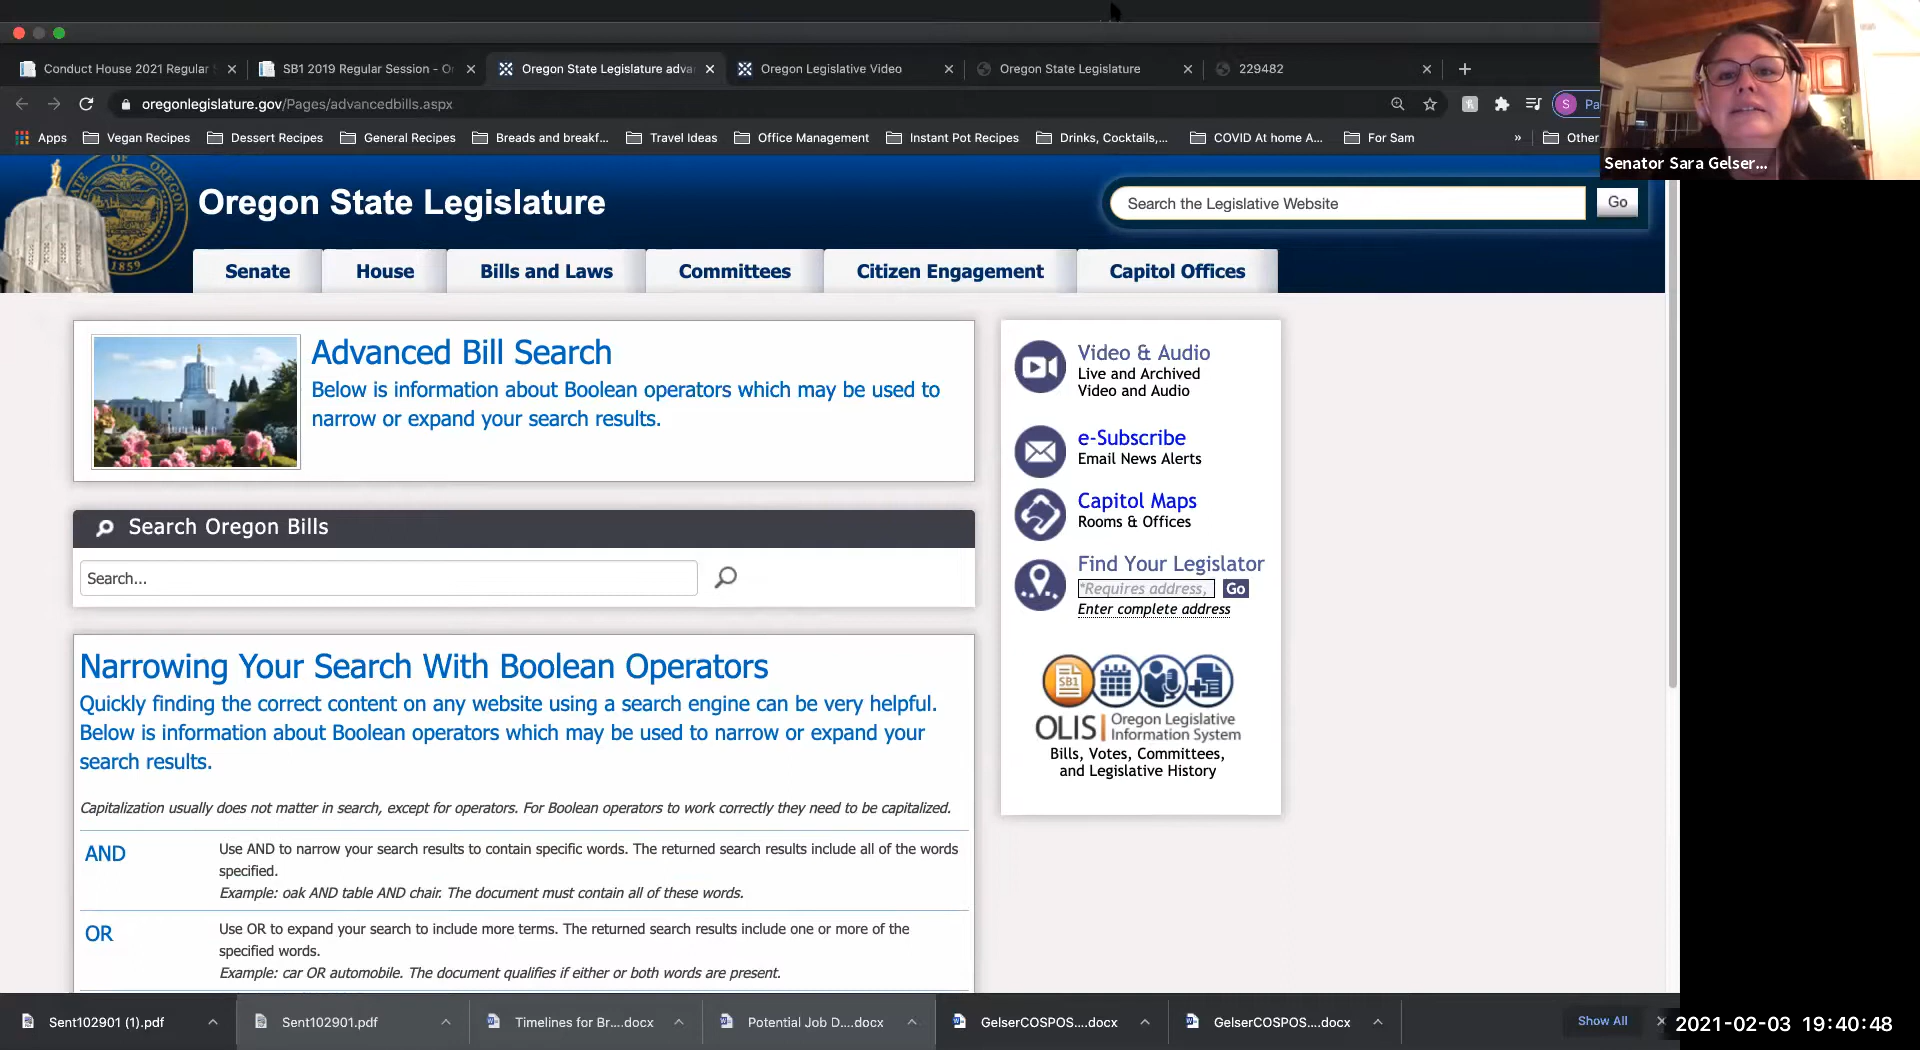 Conduct House 2021 Regular
SB1 2019 Regular Session - Or
Oregon State Legislature adva
Oregon Legislative Video
Oregon State Legislature
229482
oregonlegislature.gov/Pages/advancedbills.aspx
S
Pa
Apps
Vegan Recipes
Dessert Recipes
General Recipes
Breads and breakf...
Travel Ideas
Office Management
Instant Pot Recipes
Drinks, Cocktails,...
COVID At home A...
For Sam
»
Other
Senator Sara Gelser...
OF OREGON
1859
Oregon State Legislature
Search the Legislative Website
Go
Senate
House
Bills and Laws
Committees
Citizen Engagement
Capitol Offices
Advanced Bill Search
Below is information about Boolean operators which may be used to
narrow or expand your search results.
Search Oregon Bills
Search...
Narrowing Your Search With Boolean Operators
Quickly finding the correct content on any website using a search engine can be very helpful.
Below is information about Boolean operators which may be used to narrow or expand your
search results.
Capitalization usually does not matter in search, except for operators. For Boolean operators to work correctly they need to be capitalized.
AND
Use AND to narrow your search results to contain specific words. The returned search results include all of the words
specified.
Example: oak AND table AND chair. The document must contain all of these words.
OR
Use OR to expand your search to include more terms. The returned search results include one or more of the
specified words.
Example: car OR automobile. The document qualifies if either or both words are present.
Video & Audio
Live and Archived
Video and Audio
e-Subscribe
Email News Alerts
Capitol Maps
Rooms & Offices
Find Your Legislator
*Requires address,
Go
Enter complete address
SB1
OLIS
Oregon Legislative
Information System
Bills, Votes, Committees,
and Legislative History
Sent102901 (1).pdf
Sent102901.pdf
Timelines for Br....docx
Potential Job D....docx
GelserCOSPOS....docx
GelserCOSPOS....docx
Show All
2021-02-03 19:40:48